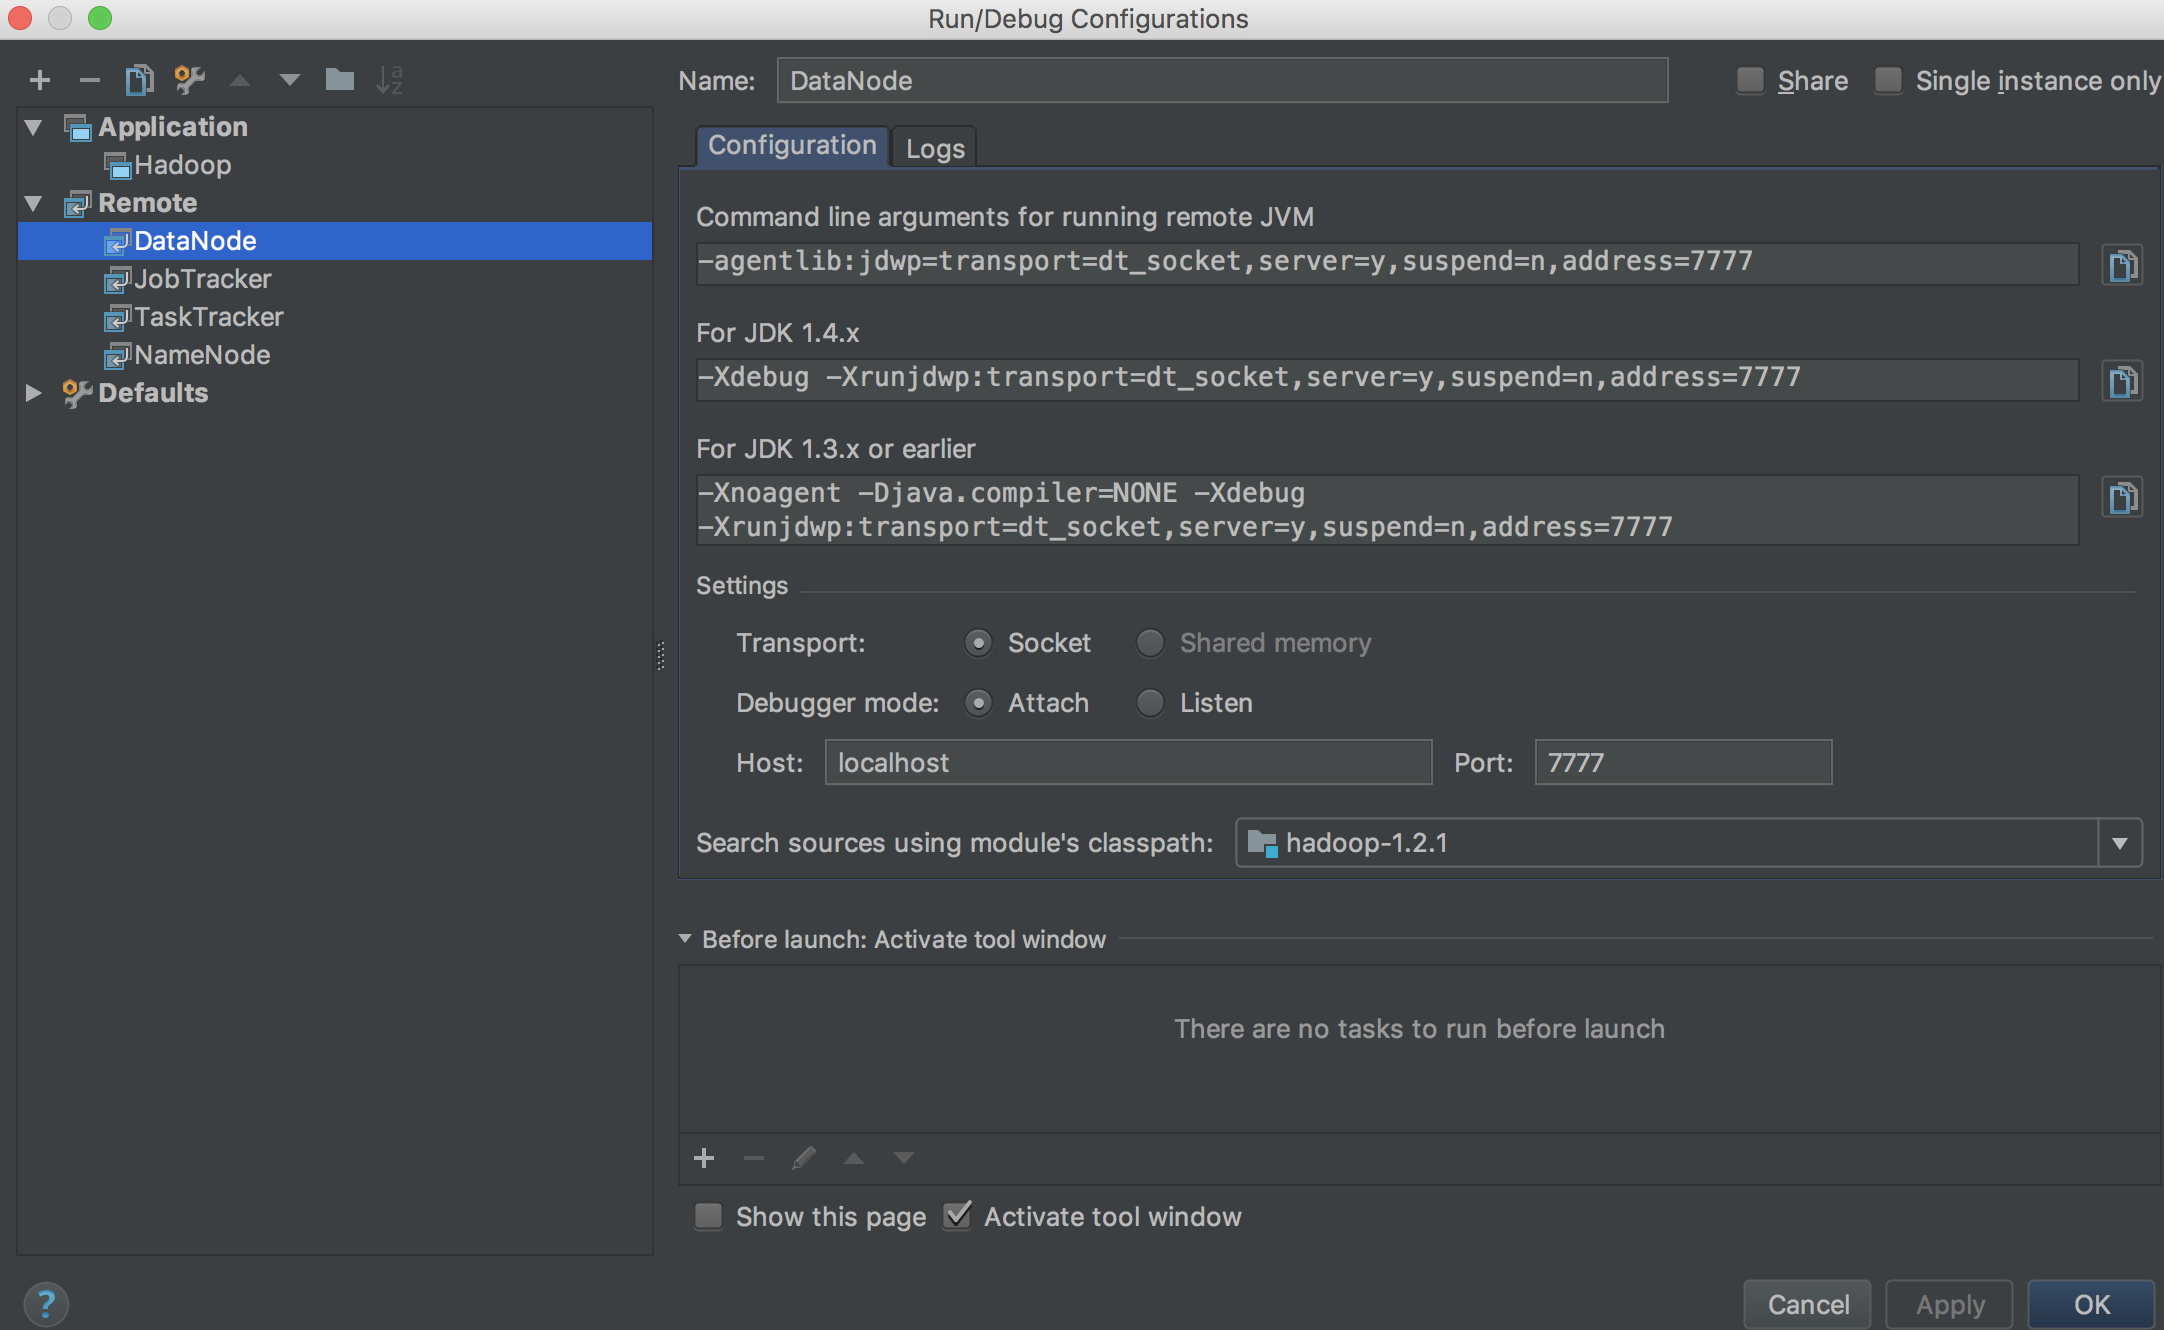 Run/Debug Configurations
Name: DataNode Share Single instance only
Application
Hadoop
Remote
DataNode
JobTracker
TaskTracker
NameNode
Defaults
Configuration Logs
Command line arguments for running remote JVM
-agentlib:jdwp=transport=dt_socket,server=y,suspend=n,address=7777
For JDK 1.4.x
-Xdebug -Xrunjdwp:transport=dt_socket,server=y,suspend=n,address=7777
For JDK 1.3.x or earlier
-Xnoagent -Djava.compiler=NONE -Xdebug
-Xrunjdwp:transport=dt_socket,server=y,suspend=n,address=7777
Settings
Transport: Socket Shared memory
Debugger mode: Attach Listen
Host: localhost Port: 7777
Search sources using module's classpath: hadoop-1.2.1
Before launch: Activate tool window
There are no tasks to run before launch
Show this page Activate tool window
? Cancel Apply OK